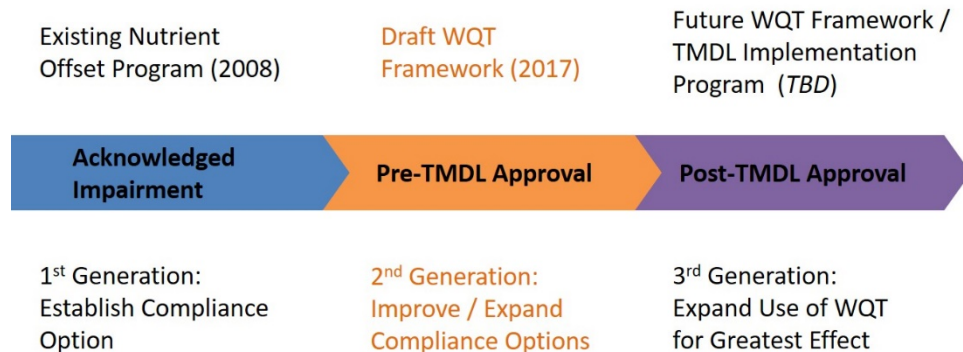 Existing Nutrient
Offset Program (2008)
Draft WQT
Framework (2017)
Future WQT Framework /
TMDL Implementation
Program (TBD)
Acknowledged
Impairment
Pre-TMDL Approval
Post-TMDL Approval
1st Generation:
Establish Compliance
Option
2nd Generation:
Improve / Expand
Compliance Options
3rd Generation:
Expand Use of WQT
for Greatest Effect